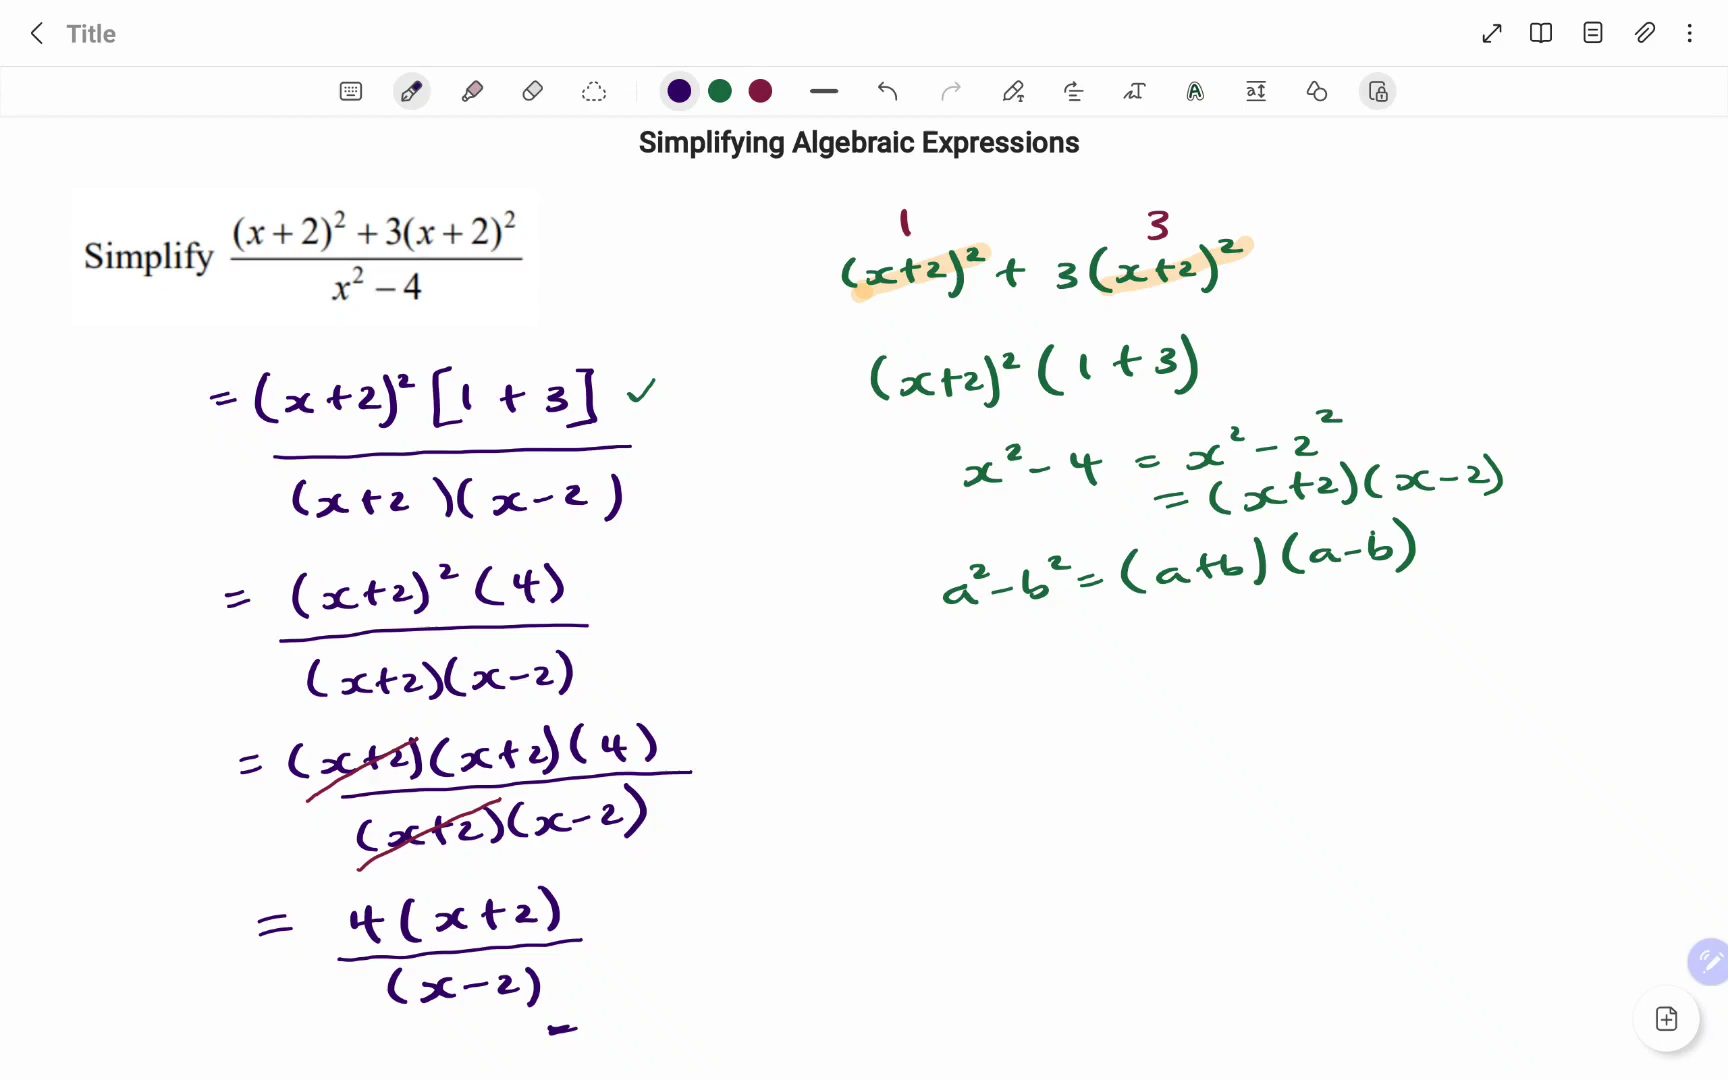 Title
Simplifying Algebraic Expressions
Simplify (x + 2)² + 3(x + 2)² / x² − 4
= (x+2)² [1 + 3] ✓ / (x+2)(x−2)
= (x+2)² (4) / (x+2)(x−2)
= (x+2)(x+2)(4) / (x+2)(x−2)
= 4(x+2) / (x−2)
1 3
(x+2)² + 3(x+2)²
(x+2)² (1 + 3)
x² − 4 = x² − 2²
= (x+2)(x−2)
a² − b² = (a+b)(a−b)